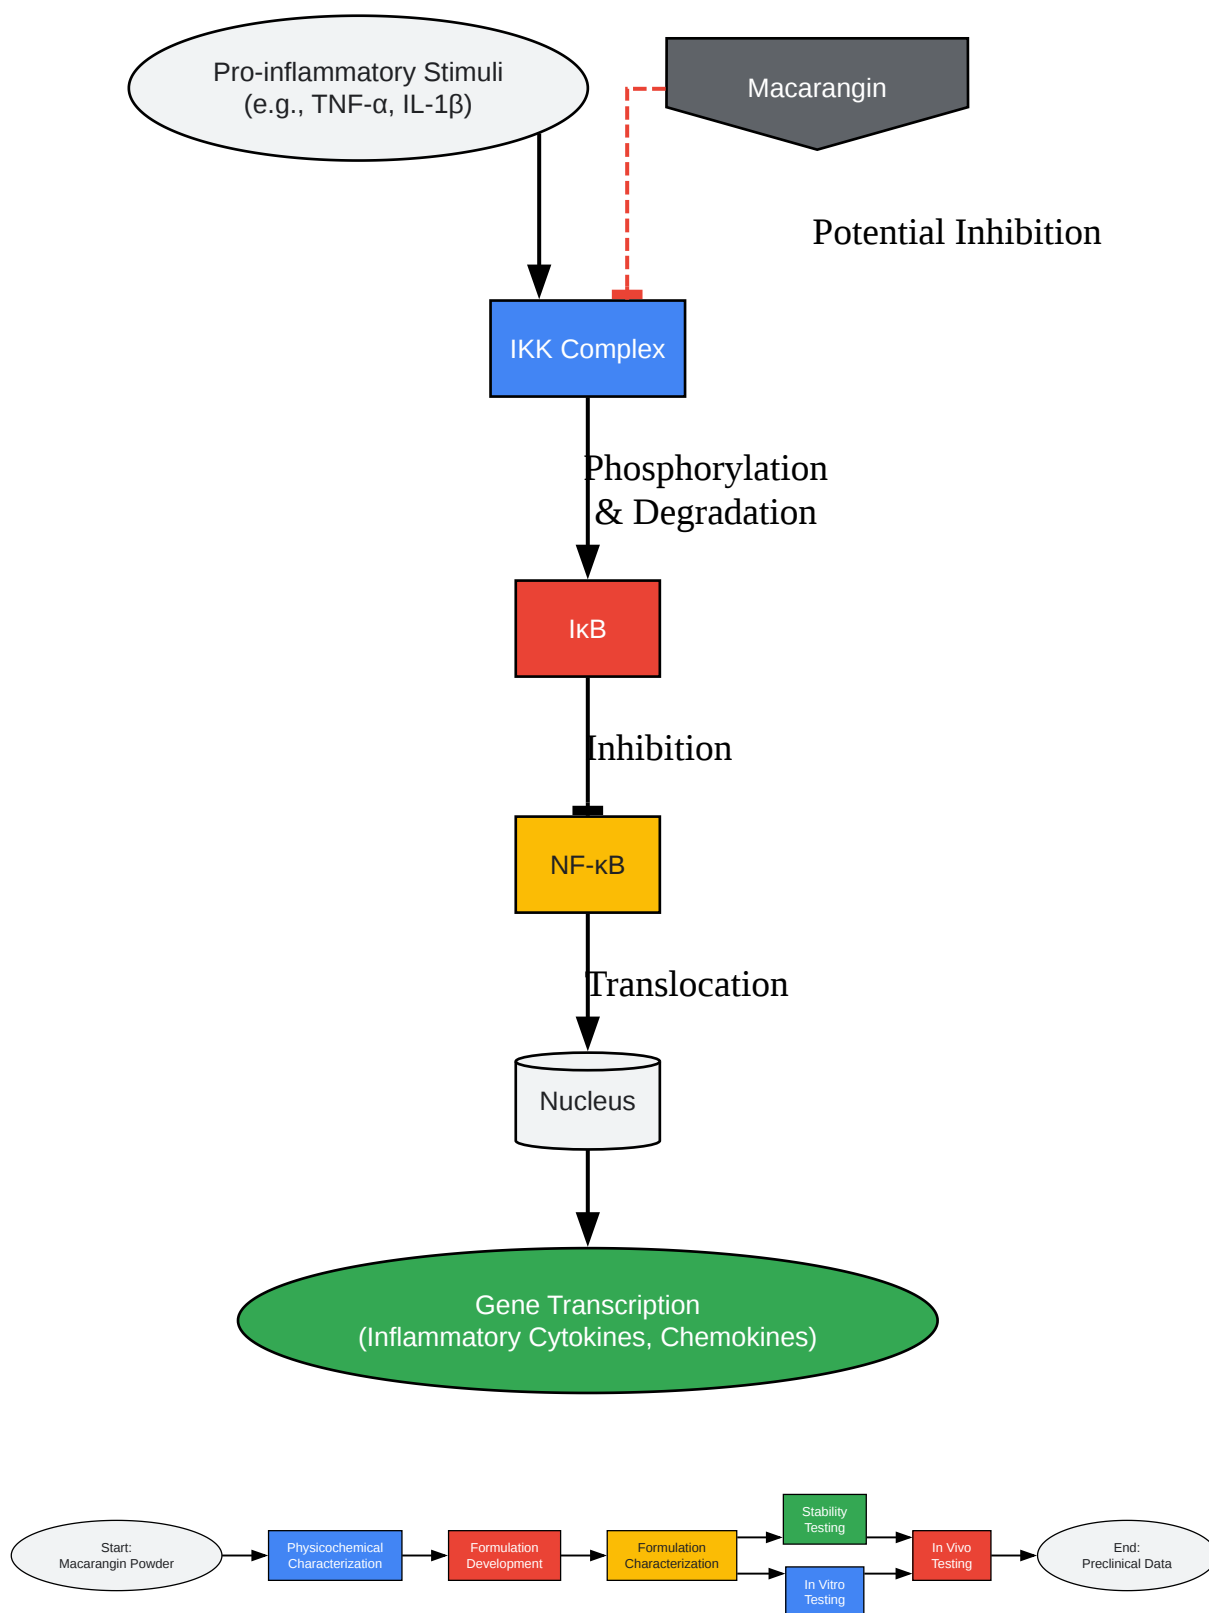 Pro-inflammatory Stimuli
(e.g., TNF-α, IL-1β)
Macarangin
Potential Inhibition
IKK Complex
Phosphorylation
& Degradation
IκB
Inhibition
NF-κB
Translocation
Nucleus
Gene Transcription
(Inflammatory Cytokines, Chemokines)
Start:
Macarangin Powder
Physicochemical
Characterization
Formulation
Development
Formulation
Characterization
Stability
Testing
In Vitro
Testing
In Vivo
Testing
End:
Preclinical Data